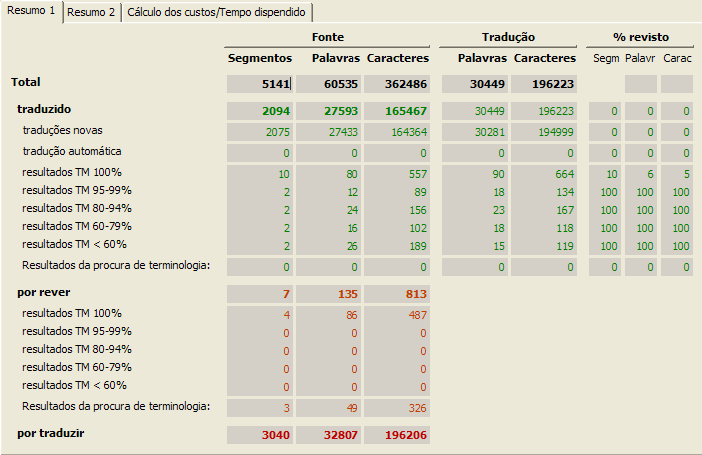 Resumo 1 Resumo 2 Cálculo dos custos/Tempo dispendido
Fonte Tradução % revisto
Segmentos Palavras Caracteres Palavras Caracteres Segm Palavr Carac
Total 5141 60535 362486 30449 196223
traduzido 2094 27593 165467 30449 196223 0 0 0
traduções novas 2075 27433 164364 30281 194999 0 0 0
tradução automática 0 0 0 0 0 0 0 0
resultados TM 100% 10 80 557 90 664 10 6 5
resultados TM 95-99% 2 12 89 18 134 100 100 100
resultados TM 80-94% 2 24 156 23 167 100 100 100
resultados TM 60-79% 2 16 102 18 118 100 100 100
resultados TM < 60% 2 26 189 15 119 100 100 100
Resultados da procura de terminologia: 0 0 0 0 0 0 0 0
por rever 7 135 813
resultados TM 100% 4 86 487
resultados TM 95-99% 0 0 0
resultados TM 80-94% 0 0 0
resultados TM 60-79% 0 0 0
resultados TM < 60% 0 0 0
Resultados da procura de terminologia: 3 49 326
por traduzir 3040 32807 196206